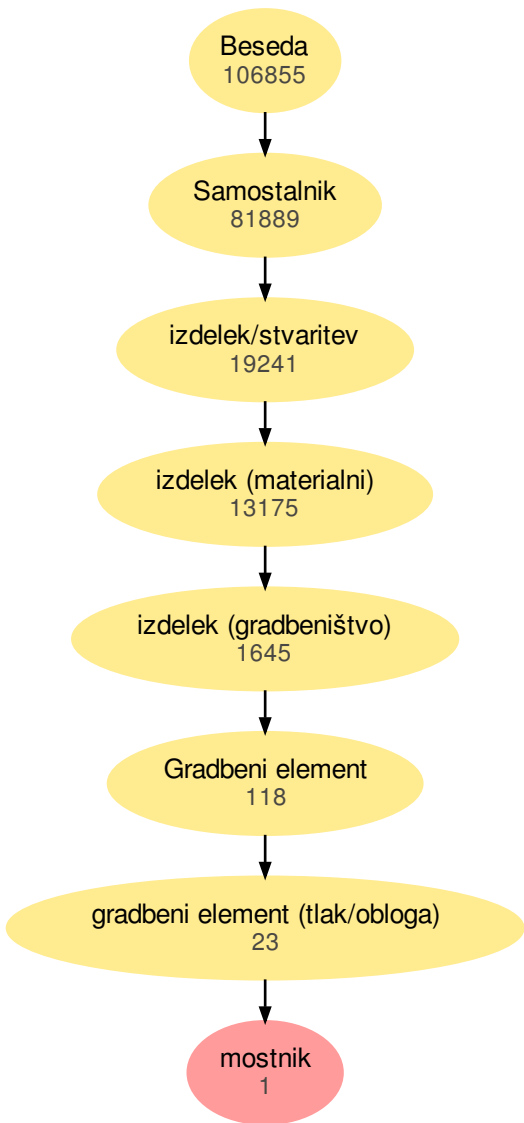 Beseda
106855
Samostalnik
81889
izdelek/stvaritev
19241
izdelek (materialni)
13175
izdelek (gradbeništvo)
1645
Gradbeni element
118
gradbeni element (tlak/obloga)
23
mostnik
1